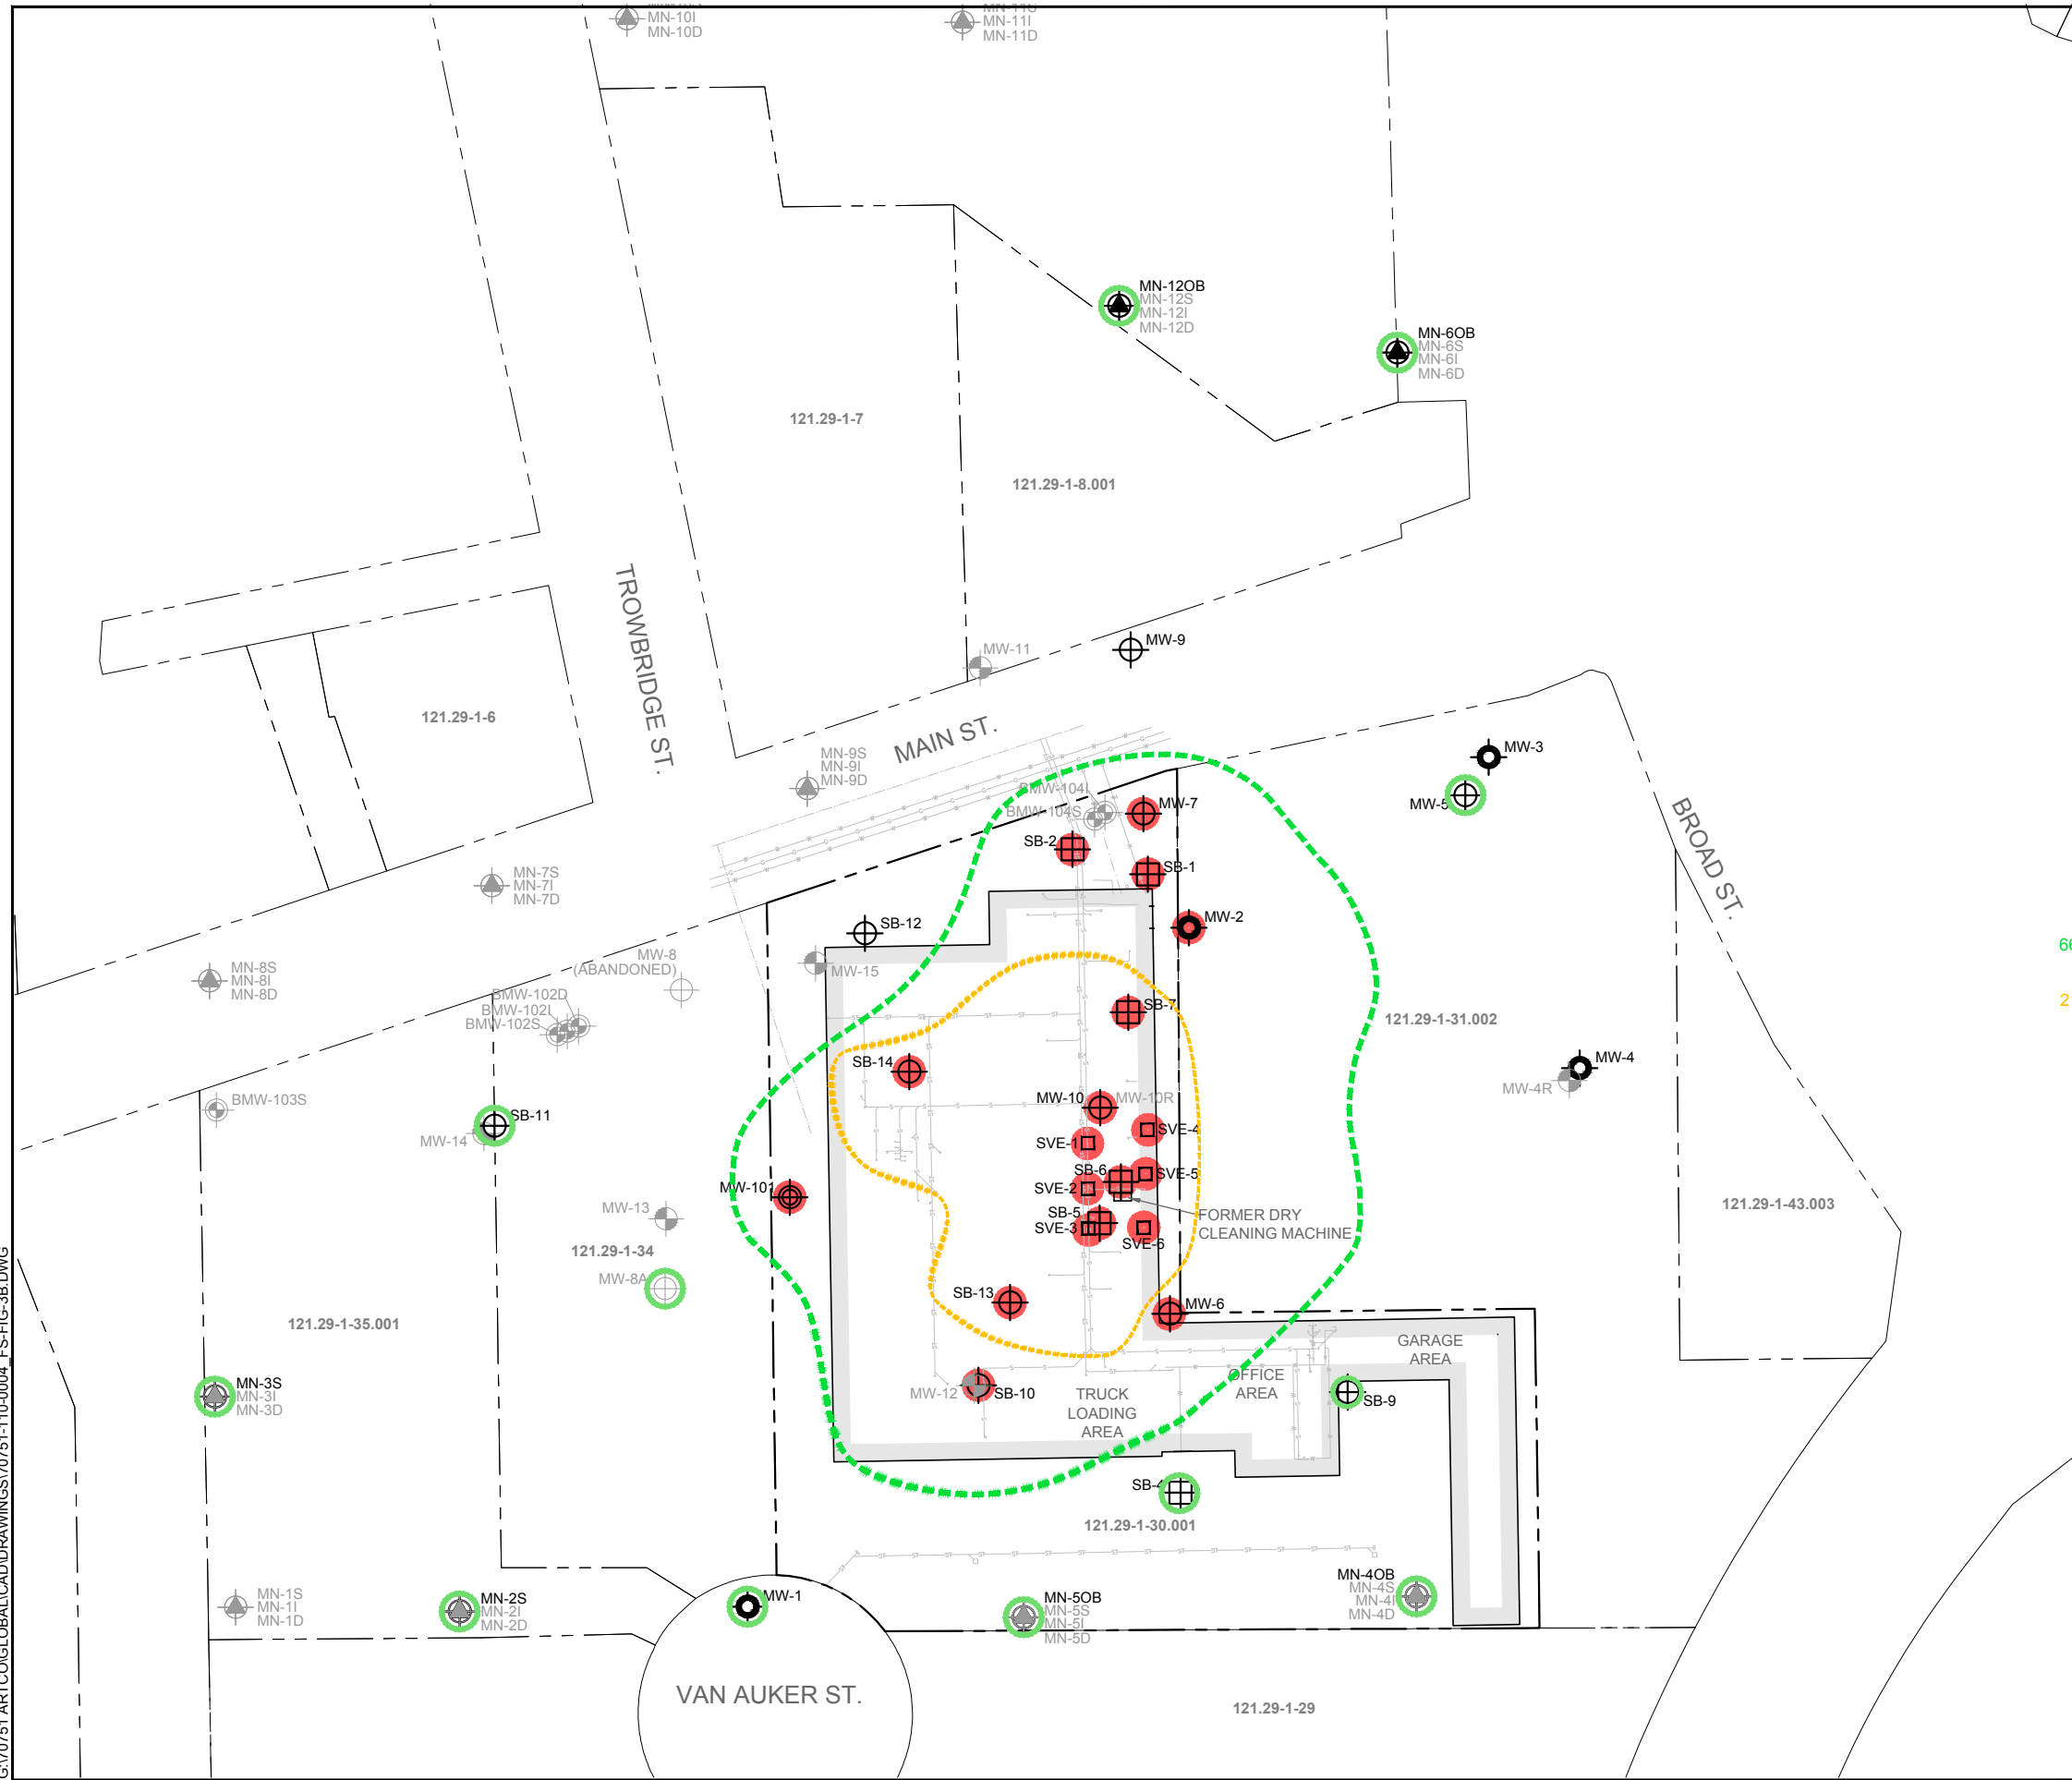 MN-10I
MN-10D
MN-11I
MN-11D
MN-12OB
MN-12S
MN-12I
MN-12D
MN-6OB
MN-6S
MN-6I
MN-6D
121.29-1-7
121.29-1-8.001
TROWBRIDGE ST.
MW-9
MW-11
121.29-1-6
MAIN ST.
MN-9S
MN-9I
MN-9D
MW-3
MW-5
BROAD ST.
BMW-104I
BMW-104S
MW-7
SB-2
SB-1
MN-7S
MN-7I
MN-7D
SB-12
MW-2
MW-8
(ABANDONED)
MW-15
MN-8S
MN-8I
MN-8D
BMW-102D
BMW-102I
BMW-102S
SB-7
121.29-1-31.002
SB-14
MW-4
MW-4R
BMW-103S
SB-11
MW-14
MW-10
MW-10R
SVE-1
SVE-4
SB-6
SVE-5
MW-101
SVE-2
MW-13
SB-5
SVE-3
SVE-6
FORMER DRY
CLEANING MACHINE
121.29-1-43.003
121.29-1-34
MW-8A
SB-13
MW-6
121.29-1-35.001
GARAGE
AREA
MN-3S
MN-3I
MN-3D
MW-12
SB-10
TRUCK
LOADING
AREA
OFFICE
AREA
SB-9
SB-4
121.29-1-30.001
MN-1S
MN-1I
MN-1D
MN-2S
MN-2I
MN-2D
MW-1
MN-5OB
MN-5S
MN-5I
MN-5D
MN-4OB
MN-4S
MN-4I
MN-4D
VAN AUKER ST.
121.29-1-29